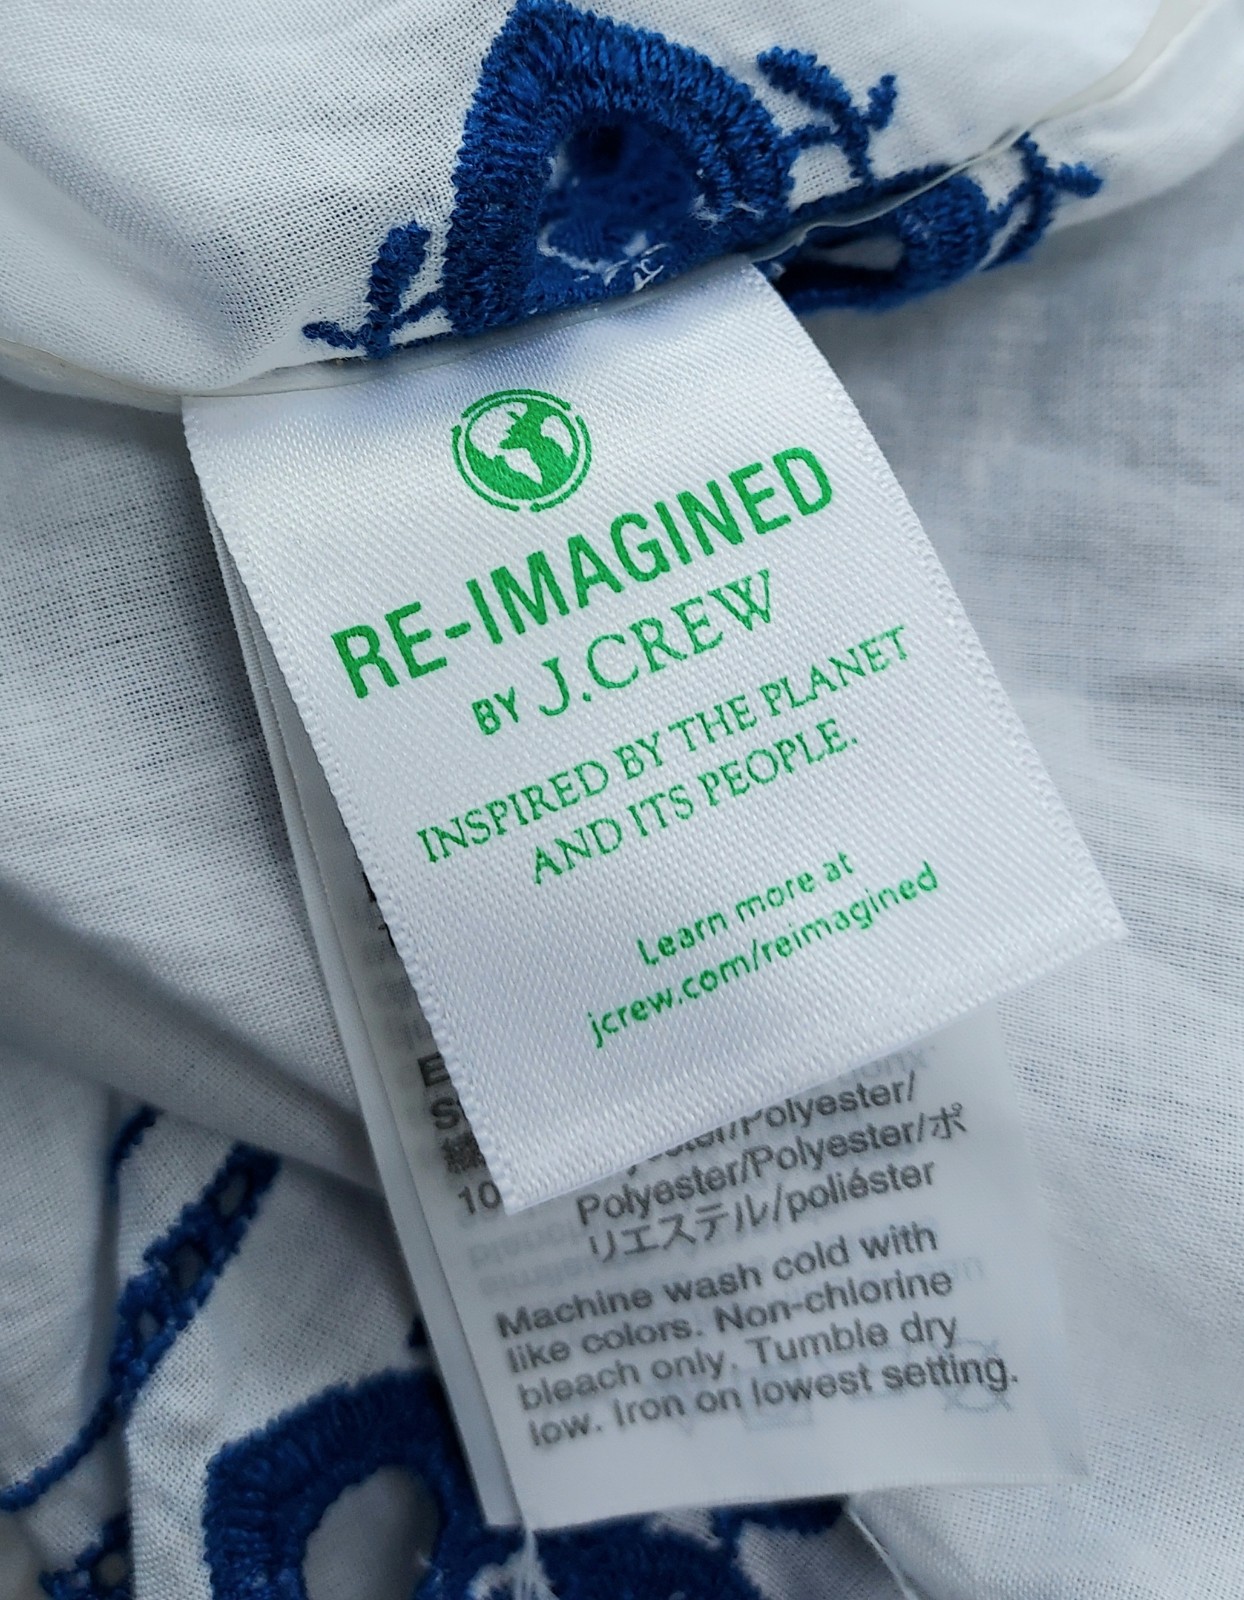 RE-IMAGINED
BY J.CREW
INSPIRED BY THE PLANET
AND ITS PEOPLE.
Learn more at
jcrew.com/reimagined
10
/Polyester/
Polyester/Polyester/ポ
リエステル/poliéster
Machine wash cold with
like colors. Non-chlorine
bleach only. Tumble dry
low. Iron on lowest setting.